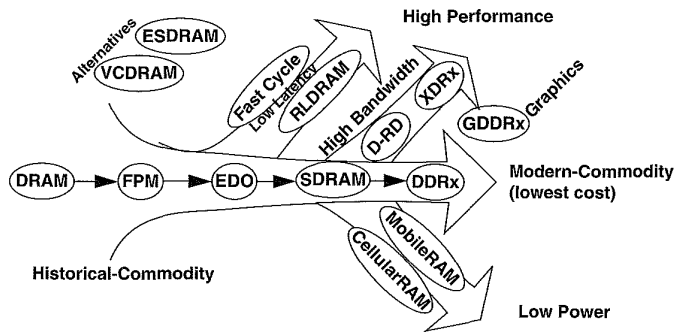 High Performance
Alternatives
ESDRAM
VCDRAM
Fast Cycle
Low Latency
RLDRAM
High Bandwidth
D-RD
XDRx
GDDRx
Graphics
DRAM
FPM
EDO
SDRAM
DDRx
Modern-Commodity
(lowest cost)
Historical-Commodity
CellularRAM
MobileRAM
Low Power